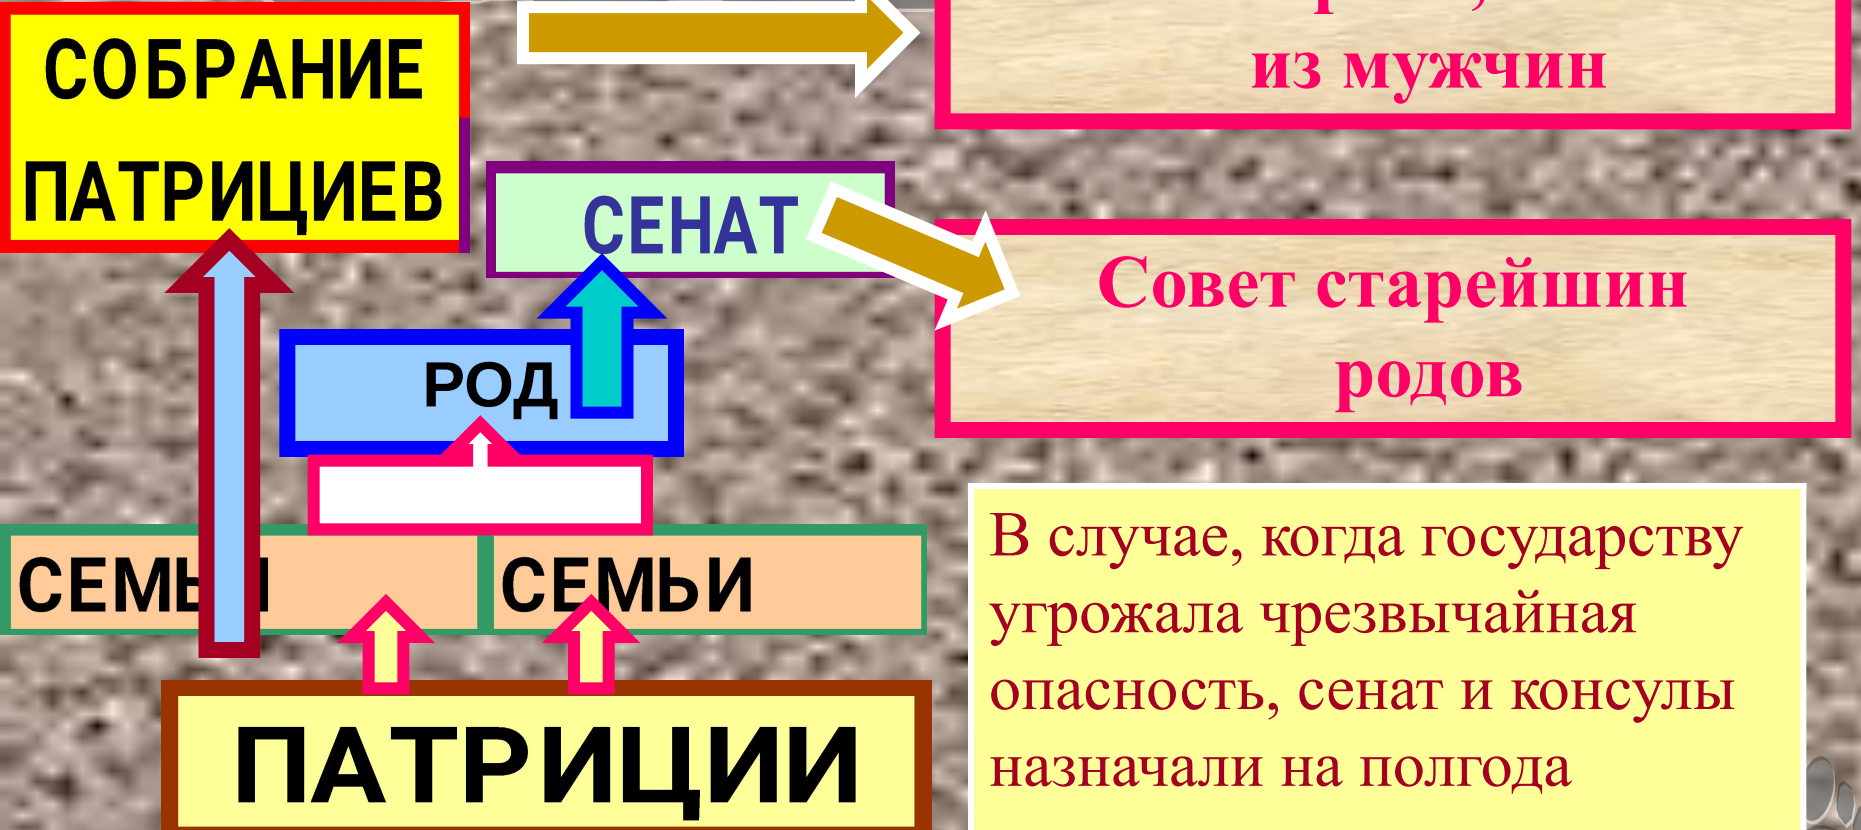 СОБРАНИЕ
ПАТРИЦИЕВ
из мужчин
СЕНАТ
Совет старейшин
родов
РОД
СЕМЬИ
СЕМЬИ
ПАТРИЦИИ
В случае, когда государству
угрожала чрезвычайная
опасность, сенат и консулы
назначали на полгода